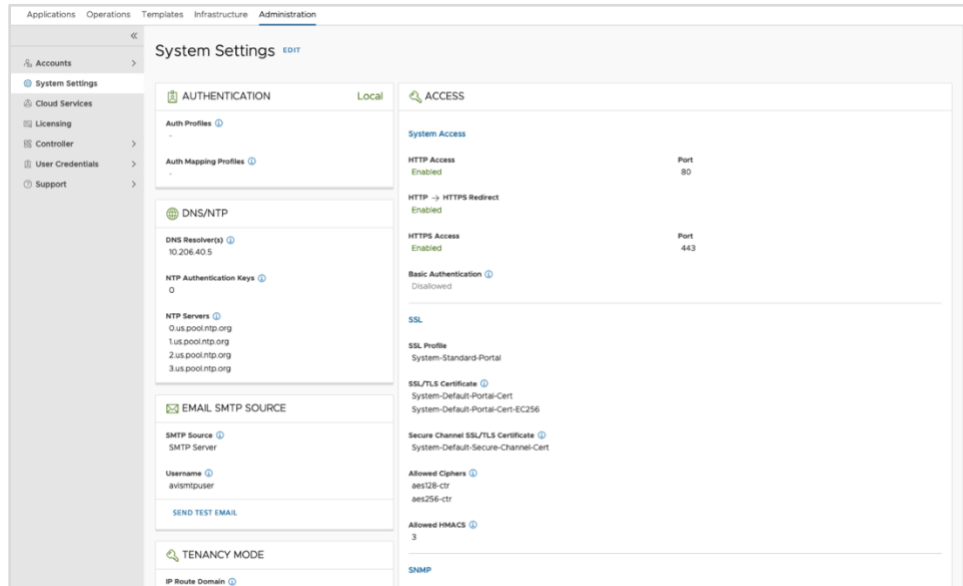 Applications Operations Templates Infrastructure Administration
Accounts
System Settings
Cloud Services
Licensing
Controller
User Credentials
Support
System Settings EDIT
AUTHENTICATION Local
Auth Profiles
-
Auth Mapping Profiles
-
DNS/NTP
DNS Resolver(s)
10.206.40.5
NTP Authentication Keys
0
NTP Servers
0.us.pool.ntp.org
1.us.pool.ntp.org
2.us.pool.ntp.org
3.us.pool.ntp.org
EMAIL SMTP SOURCE
SMTP Source
SMTP Server
Username
avismtpuser
SEND TEST EMAIL
TENANCY MODE
IP Route Domain
ACCESS
System Access
HTTP Access Port
Enabled 80
HTTP → HTTPS Redirect
Enabled
HTTPS Access Port
Enabled 443
Basic Authentication
Disallowed
SSL
SSL Profile
System-Standard-Portal
SSL/TLS Certificate
System-Default-Portal-Cert
System-Default-Portal-Cert-EC256
Secure Channel SSL/TLS Certificate
System-Default-Secure-Channel-Cert
Allowed Ciphers
aes128-ctr
aes256-ctr
Allowed HMACS
3
SNMP